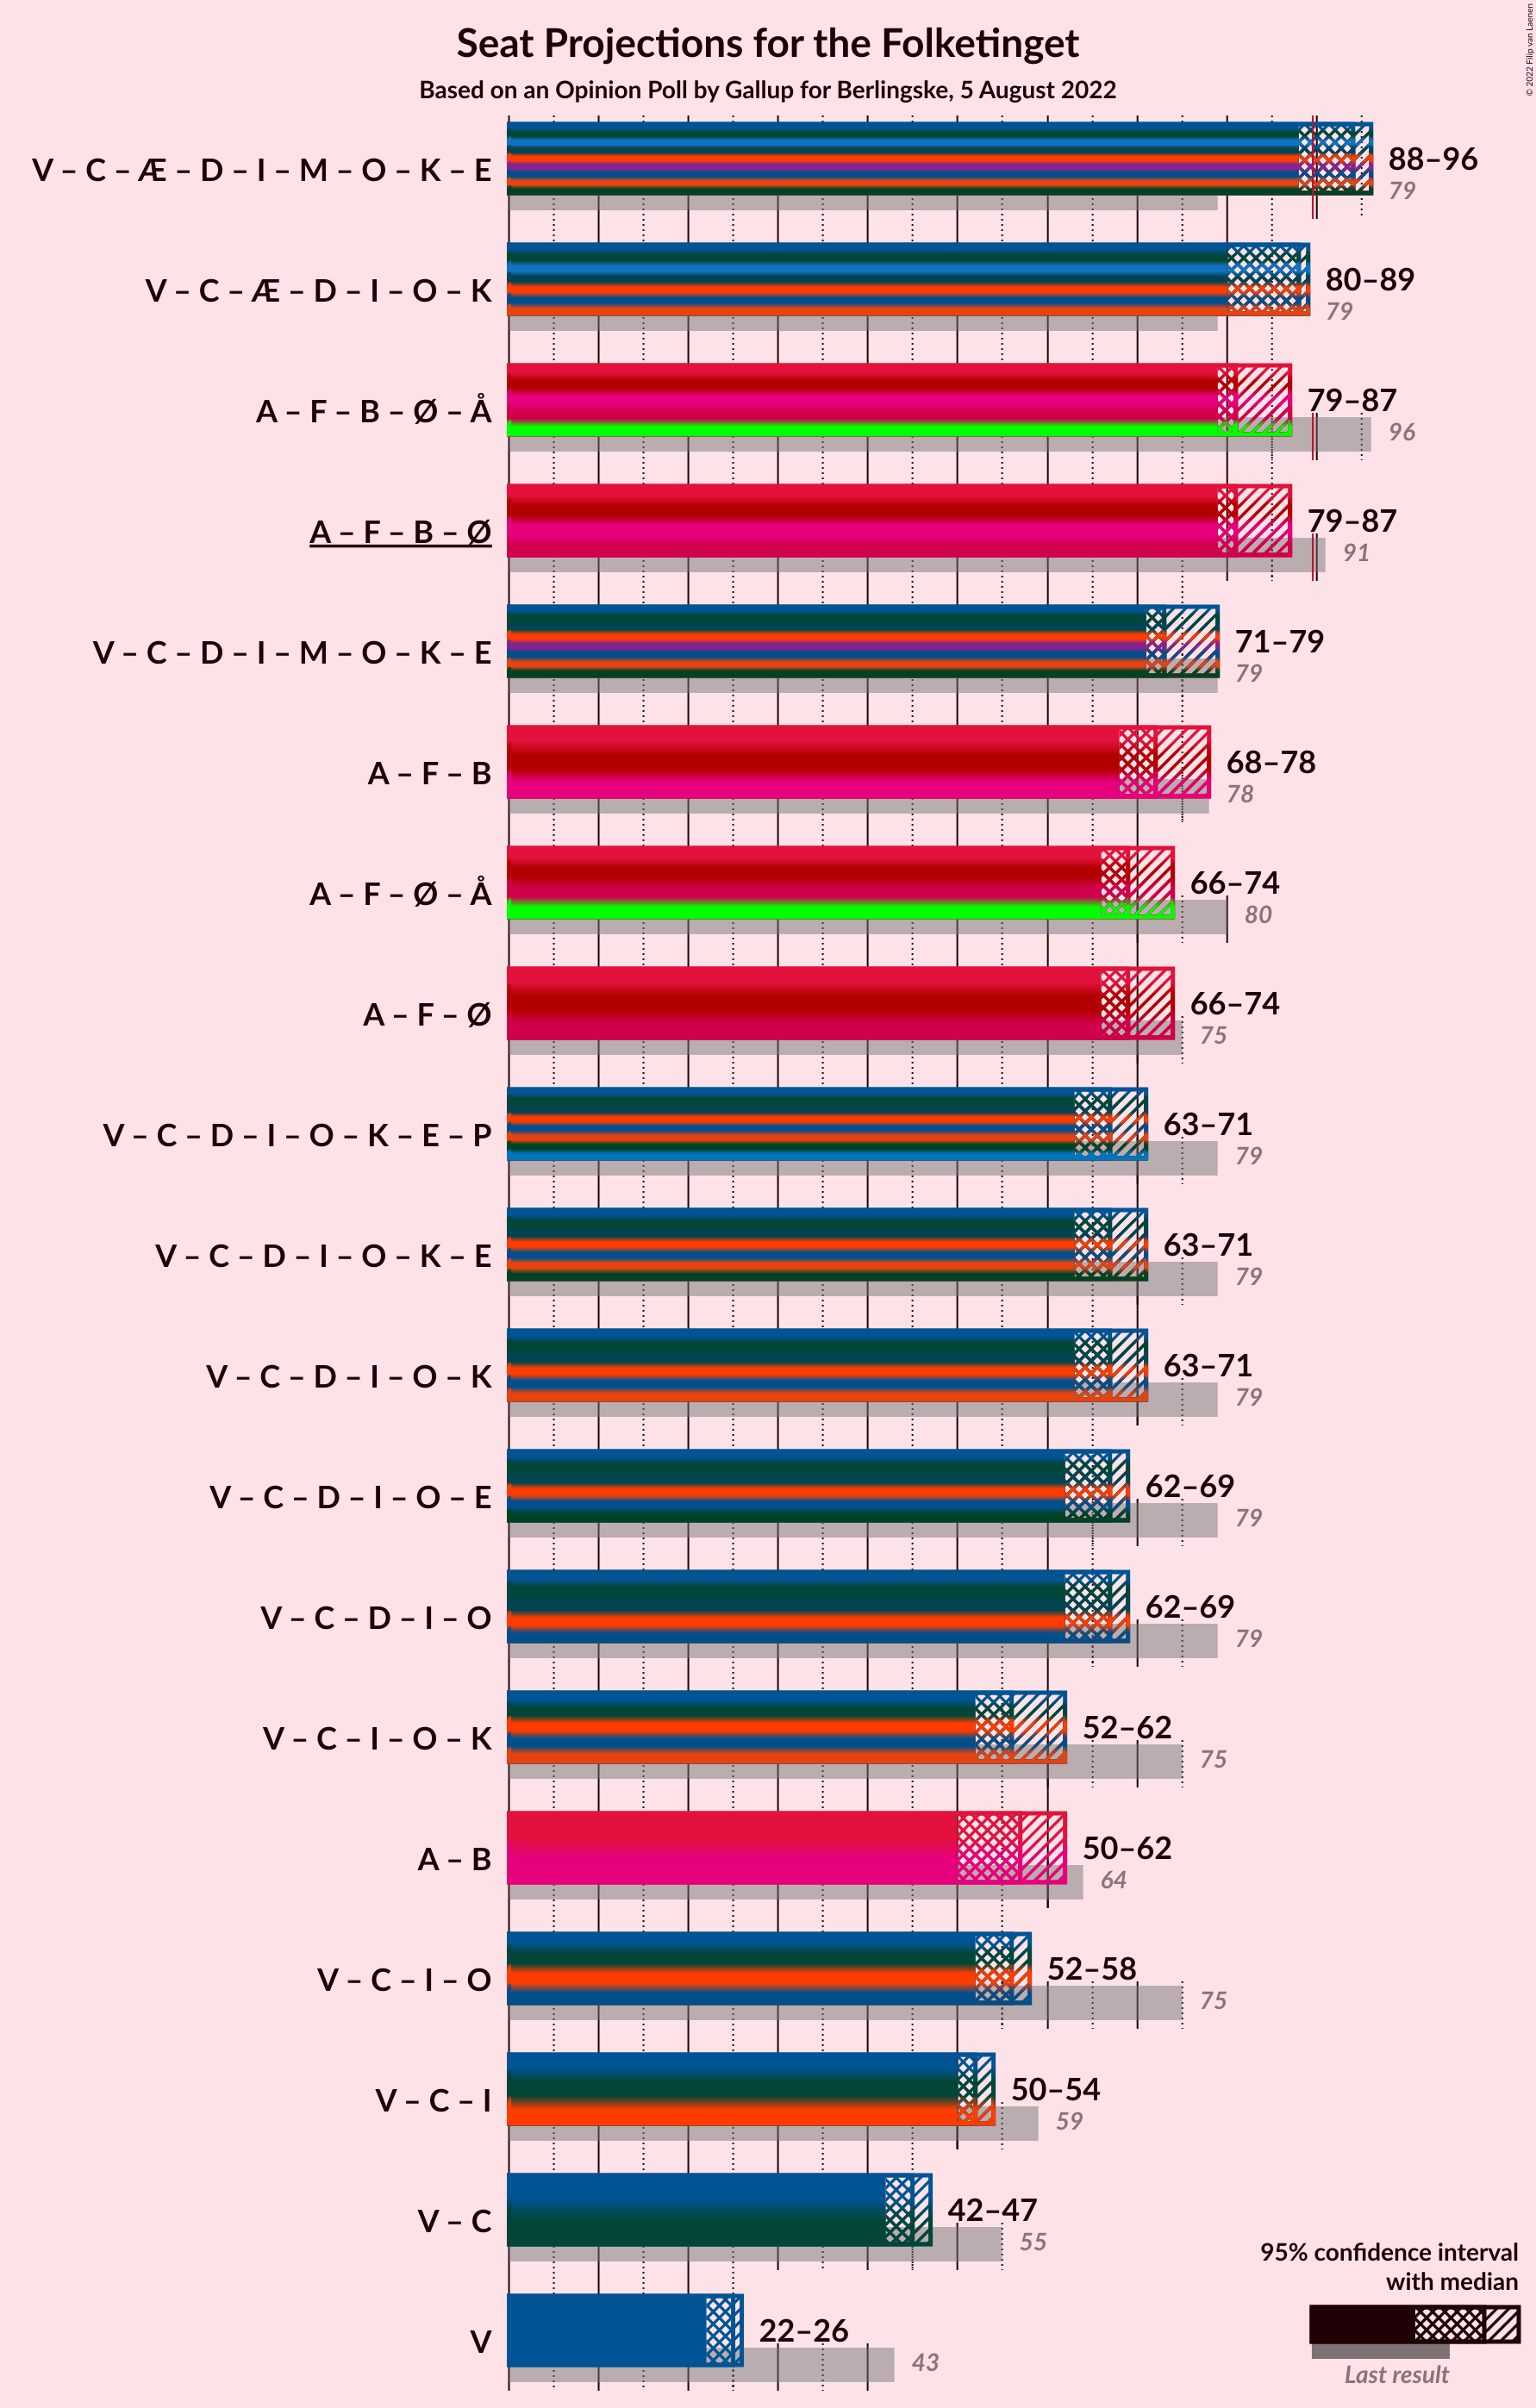 Seat Projections for the Folketinget
Based on an Opinion Poll by Gallup for Berlingske, 5 August 2022
© 2022 Filip van Laenen
V – C – Æ – D – I – M – O – K – E
88–96
79
V – C – Æ – D – I – O – K
80–89
79
A – F – B – Ø – Å
79–87
96
A – F – B – Ø
79–87
91
V – C – D – I – M – O – K – E
71–79
79
A – F – B
68–78
78
A – F – Ø – Å
66–74
80
A – F – Ø
66–74
75
V – C – D – I – O – K – E – P
63–71
79
V – C – D – I – O – K – E
63–71
79
V – C – D – I – O – K
63–71
79
V – C – D – I – O – E
62–69
79
V – C – D – I – O
62–69
79
V – C – I – O – K
52–62
75
A – B
50–62
64
V – C – I – O
52–58
75
V – C – I
50–54
59
V – C
42–47
55
V
22–26
43
95% confidence interval
with median
Last result